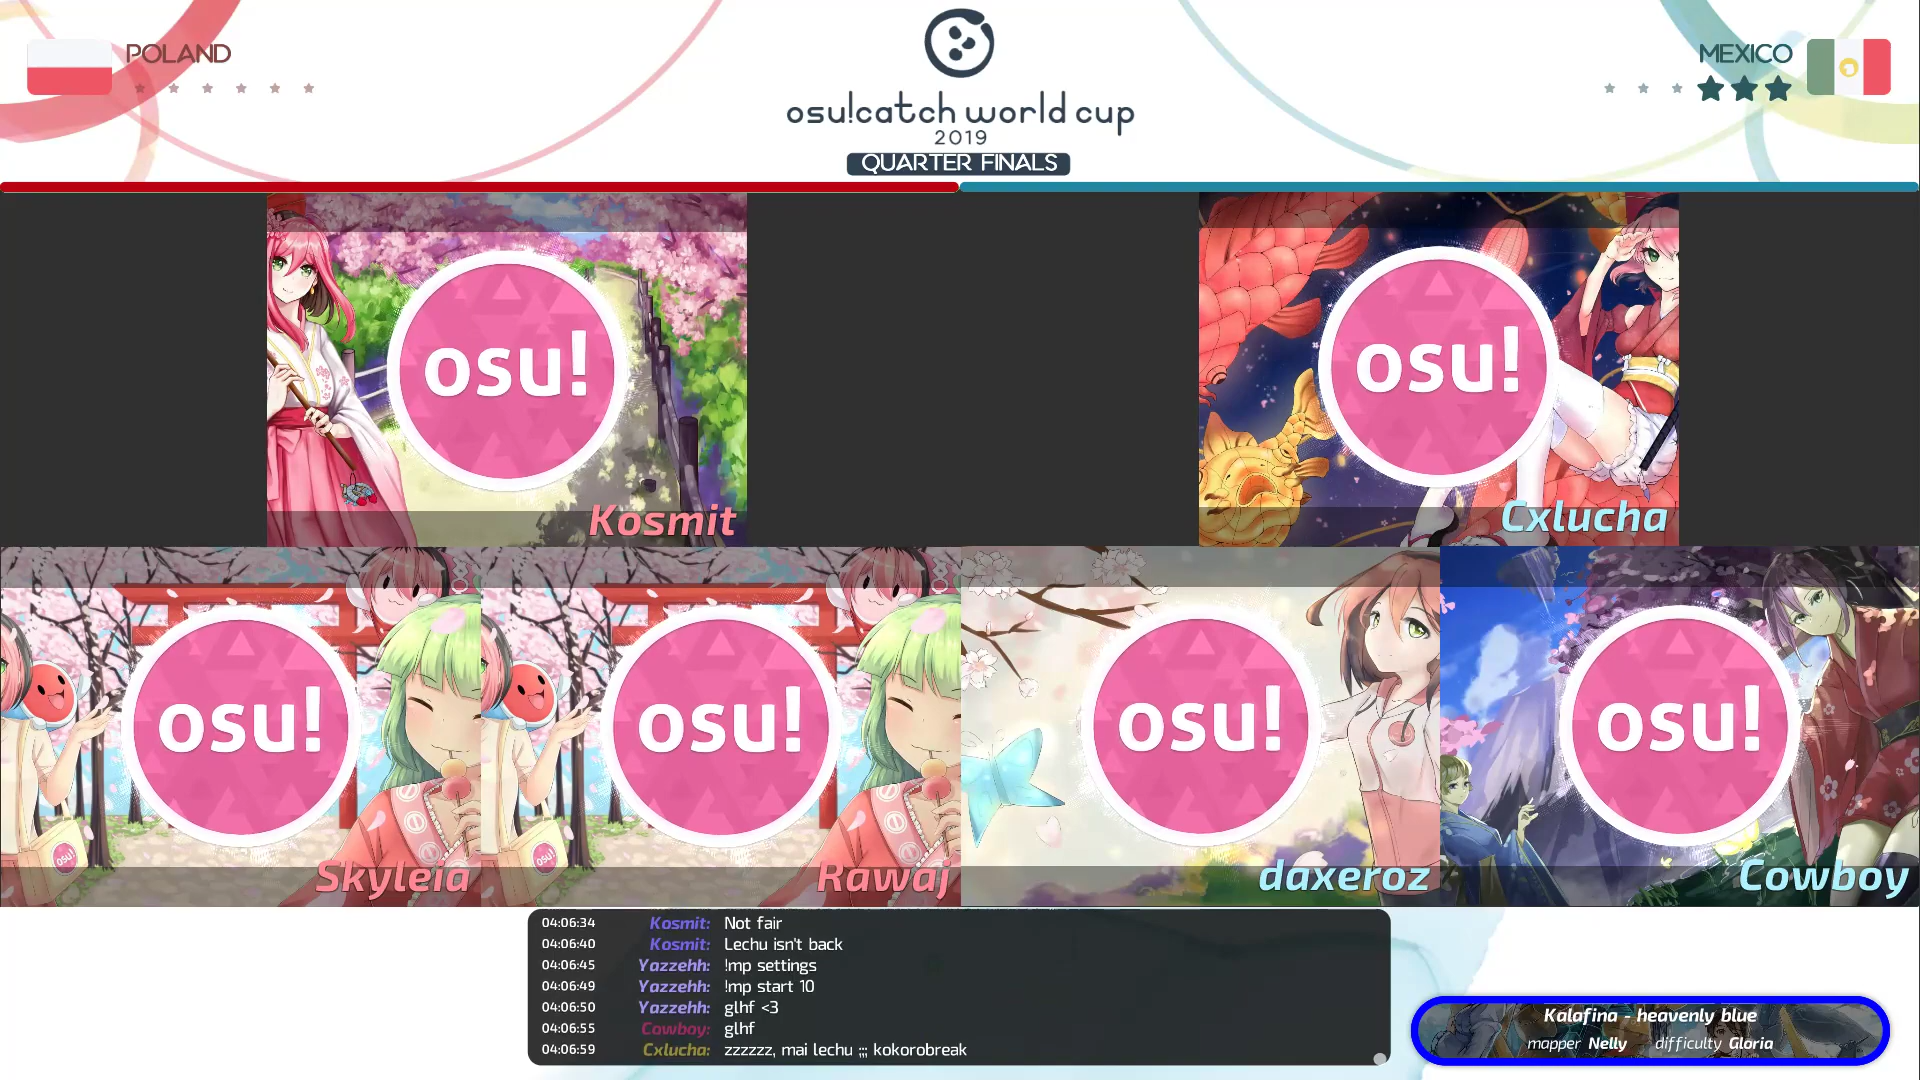 POLAND
MEXICO
osu!catch world cup
2019
QUARTER FINALS
osu!
Kosmit
osu!
Cxlucha
osu!
Skyleia
osu!
Rawaj
osu!
daxeroz
osu!
Cowboy
04:06:34 Kosmit: Not fair
04:06:40 Kosmit: Lechu isn't back
04:06:45 Yazzehh: !mp settings
04:06:49 Yazzehh: !mp start 10
04:06:50 Yazzehh: glhf <3
04:06:55 Cowboy: glhf
04:06:59 Cxlucha: zzzzzz, mai lechu ;;; kokorobreak
Kalafina - heavenly blue
mapper Nelly difficulty Gloria